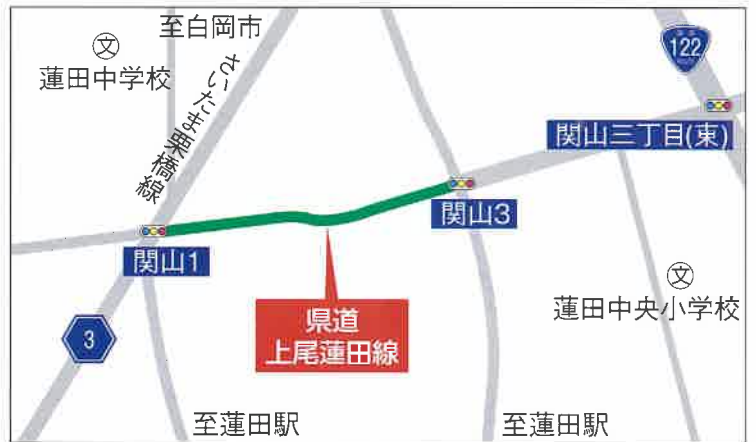 至白岡市
文
蓮田中学校
さいたま栗橋線
122
関山三丁目(東)
関山3
関山1
文
蓮田中央小学校
県道
上尾蓮田線
3
至蓮田駅
至蓮田駅